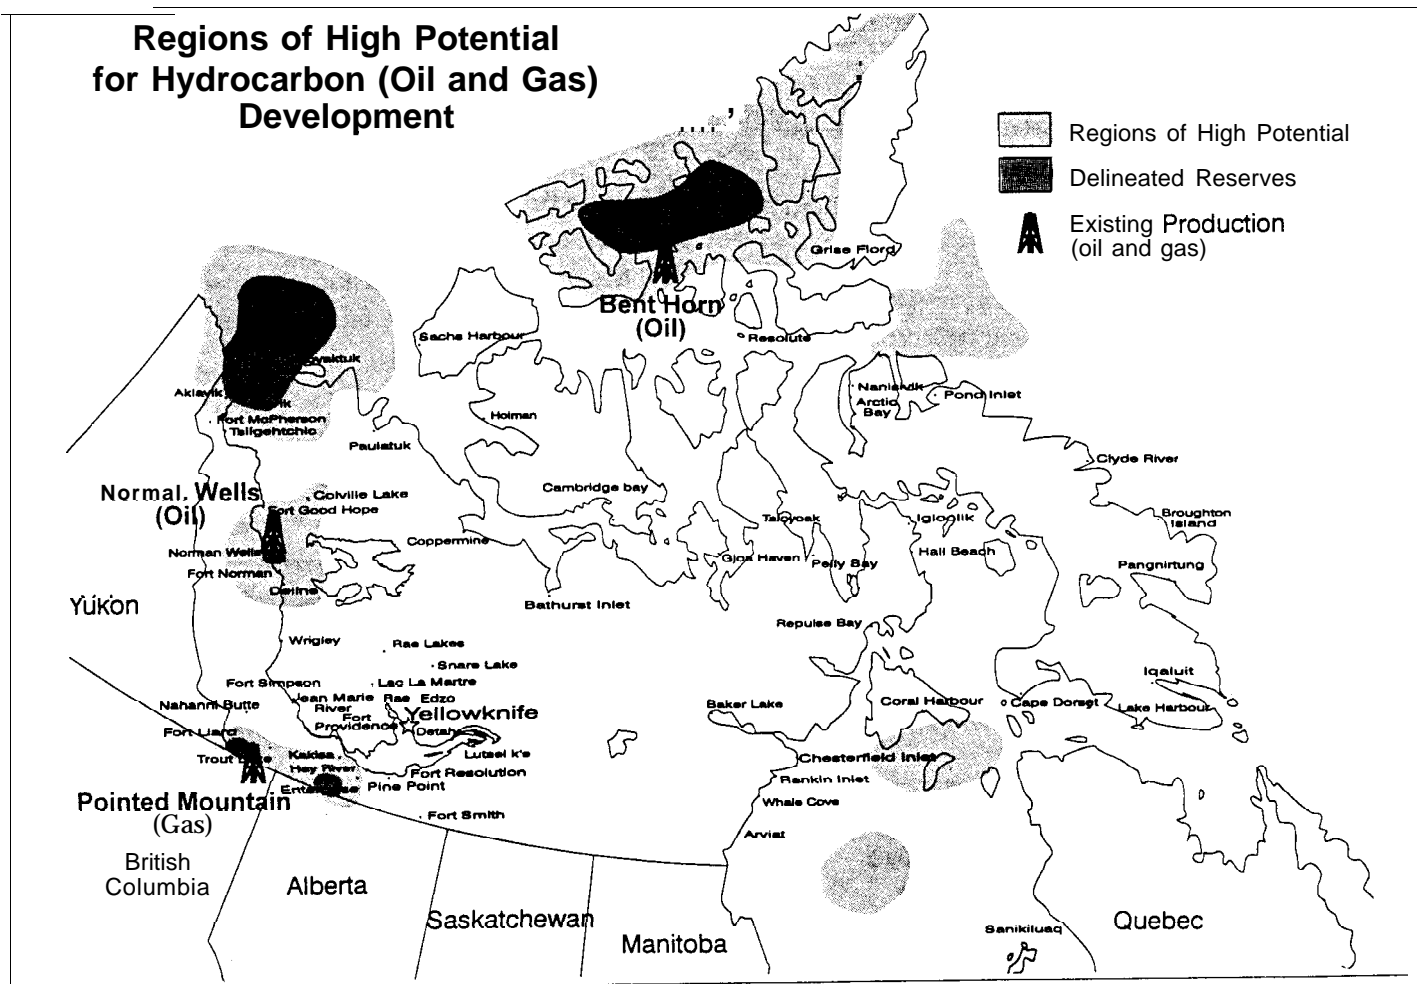 Regions of High Potential
for Hydrocarbon (Oil and Gas)
Development
Regions of High Potential
Delineated Reserves
Existing Production
(oil and gas)
Grise Fiord
Bent Horn
(Oil)
Resolute
Sachs Harbour
Aklavik
Fort McPherson
Tsiigehtchic
Holman
Paulatuk
Nanisivik
Arctic
Bay
Pond Inlet
Clyde River
Normal. Wells
(Oil)
Colville Lake
Fort Good Hope
Cambridge bay
Taloyoak
Igloolik
Broughton
Island
Norman Wells
Coppermine
Gjoa Haven
Pelly Bay
Hall Beach
Pangnirtung
Fort Norman
Deline
Bathurst Inlet
Yukon
Repulse Bay
Wrigley
Rae Lakes
Snare Lake
Iqaluit
Fort Simpson
Lac La Martre
Nahanni Butte
Jean Marie
River
Rae Edzo
Baker Lake
Coral Harbour
Cape Dorset
Lake Harbour
Fort
Providence
Yellowknife
Detah
Fort Liard
Trout
Kakisa
Hay River
Lutsel k'e
Chesterfield Inlet
Fort Resolution
Rankin Inlet
Pine Point
Pointed Mountain
(Gas)
Fort Smith
Whale Cove
Arviat
British
Columbia
Alberta
Saskatchewan
Manitoba
Sanikiluaq
Quebec